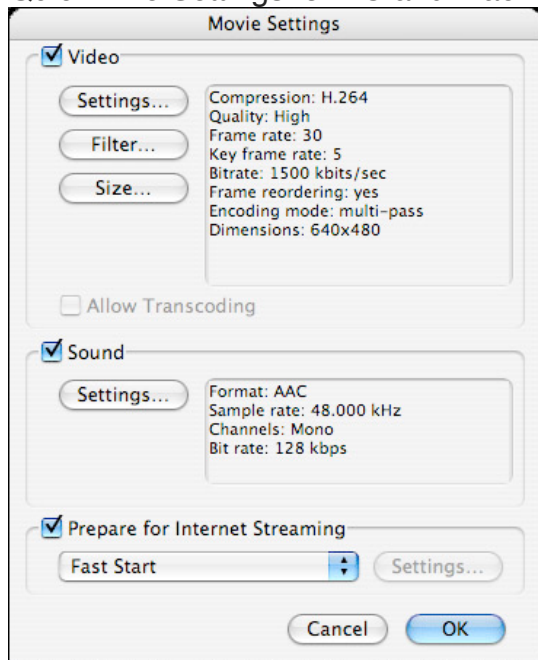 Movie Settings
Video
Settings...
Filter...
Size...
Compression: H.264
Quality: High
Frame rate: 30
Key frame rate: 5
Bitrate: 1500 kbits/sec
Frame reordering: yes
Encoding mode: multi-pass
Dimensions: 640x480
Allow Transcoding
Sound
Settings...
Format: AAC
Sample rate: 48.000 kHz
Channels: Mono
Bit rate: 128 kbps
Prepare for Internet Streaming
Fast Start
Settings...
Cancel
OK